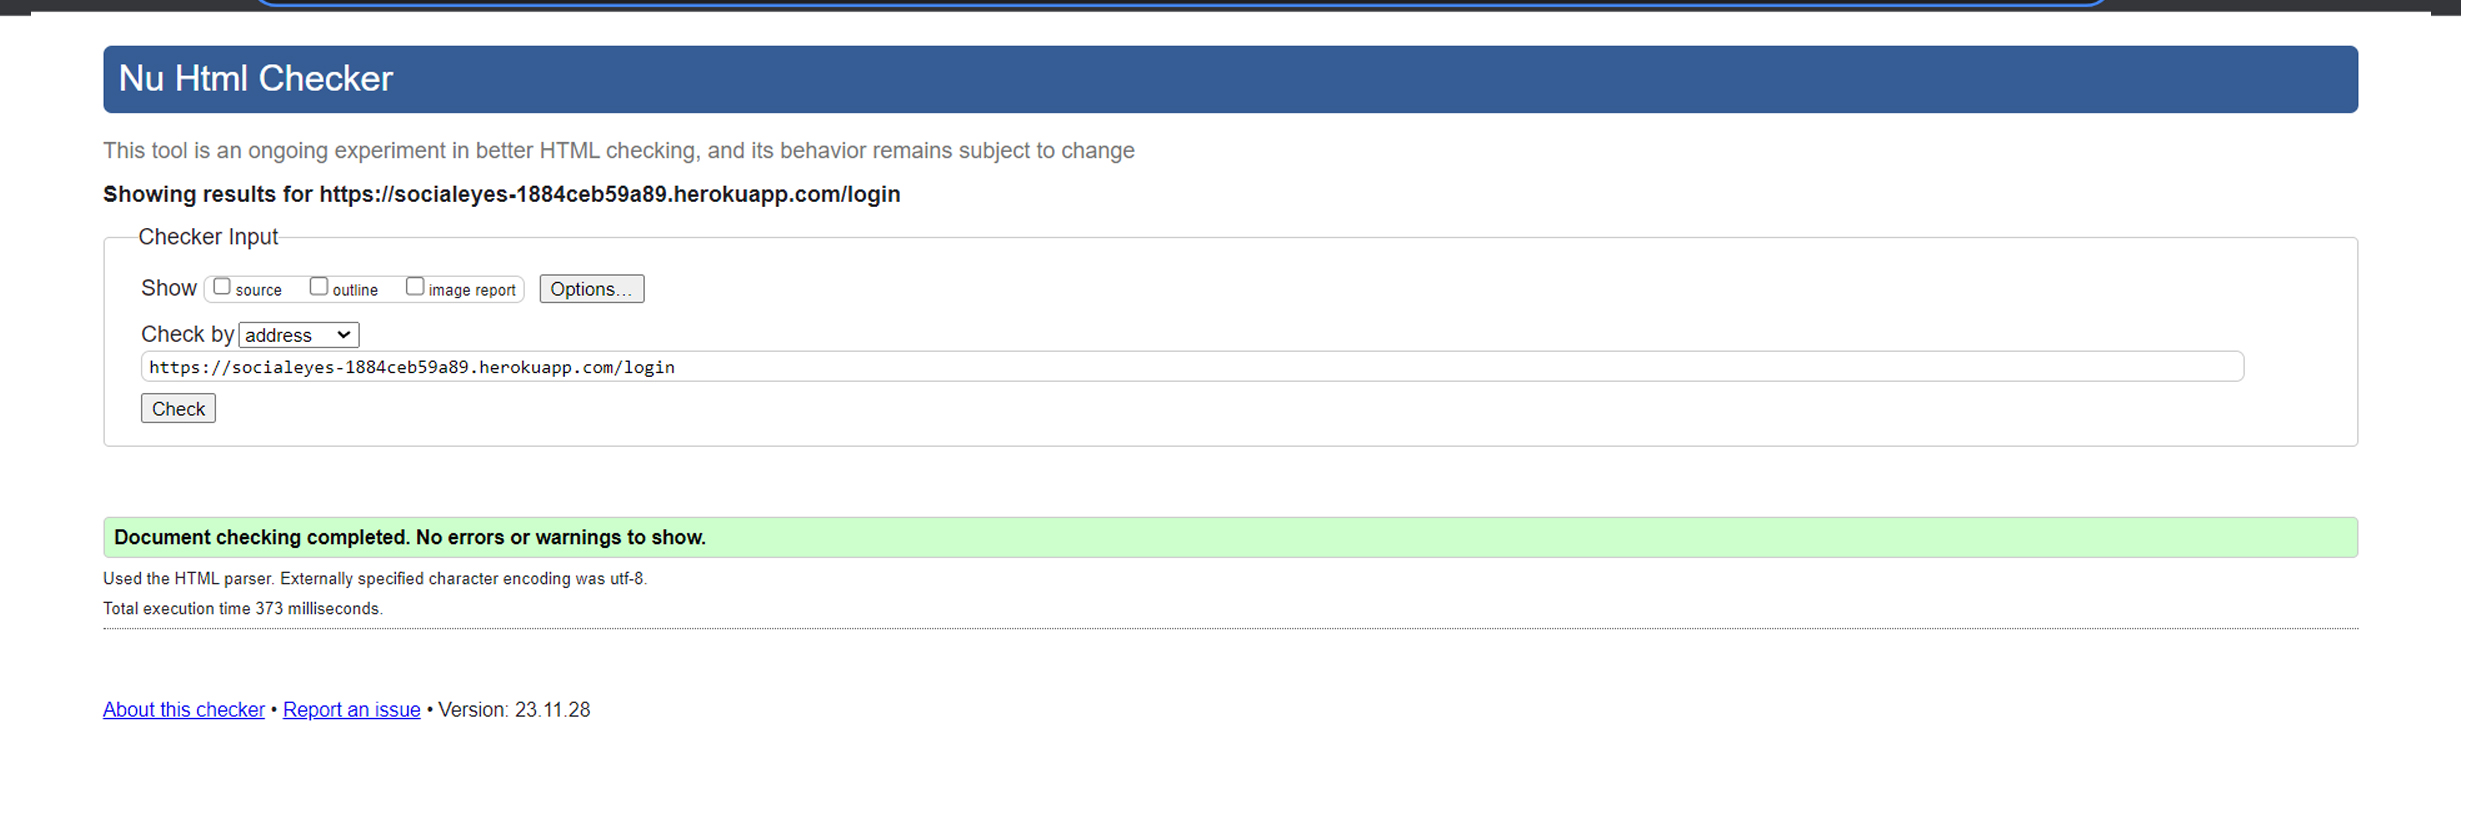 Nu Html Checker
This tool is an ongoing experiment in better HTML checking, and its behavior remains subject to change
Showing results for https://socialeyes-1884ceb59a89.herokuapp.com/login
Checker Input
Show source outline image report Options...
Check by address
https://socialeyes-1884ceb59a89.herokuapp.com/login
Check
Document checking completed. No errors or warnings to show.
Used the HTML parser. Externally specified character encoding was utf-8.
Total execution time 373 milliseconds.
About this checker • Report an issue • Version: 23.11.28